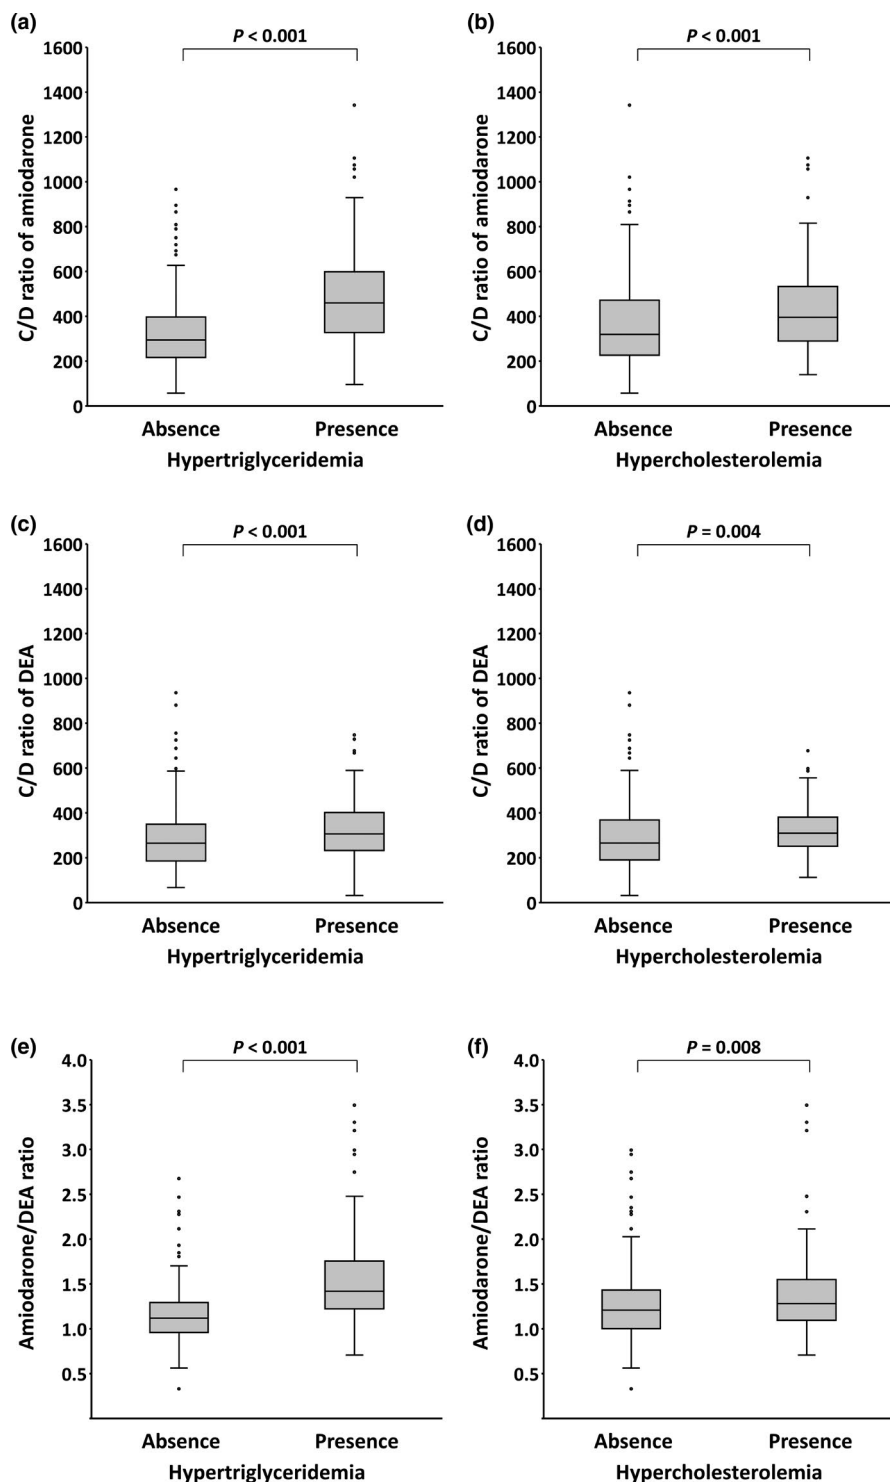 (a)
P < 0.001
C/D ratio of amiodarone
1600
1400
1200
1000
800
600
400
200
0
Absence Presence
Hypertriglyceridemia
(b)
P < 0.001
C/D ratio of amiodarone
1600
1400
1200
1000
800
600
400
200
0
Absence Presence
Hypercholesterolemia
(c)
P < 0.001
C/D ratio of DEA
1600
1400
1200
1000
800
600
400
200
0
Absence Presence
Hypertriglyceridemia
(d)
P = 0.004
C/D ratio of DEA
1600
1400
1200
1000
800
600
400
200
0
Absence Presence
Hypercholesterolemia
(e)
P < 0.001
Amiodarone/DEA ratio
4.0
3.5
3.0
2.5
2.0
1.5
1.0
0.5
Absence Presence
Hypertriglyceridemia
(f)
P = 0.008
Amiodarone/DEA ratio
4.0
3.5
3.0
2.5
2.0
1.5
1.0
0.5
Absence Presence
Hypercholesterolemia